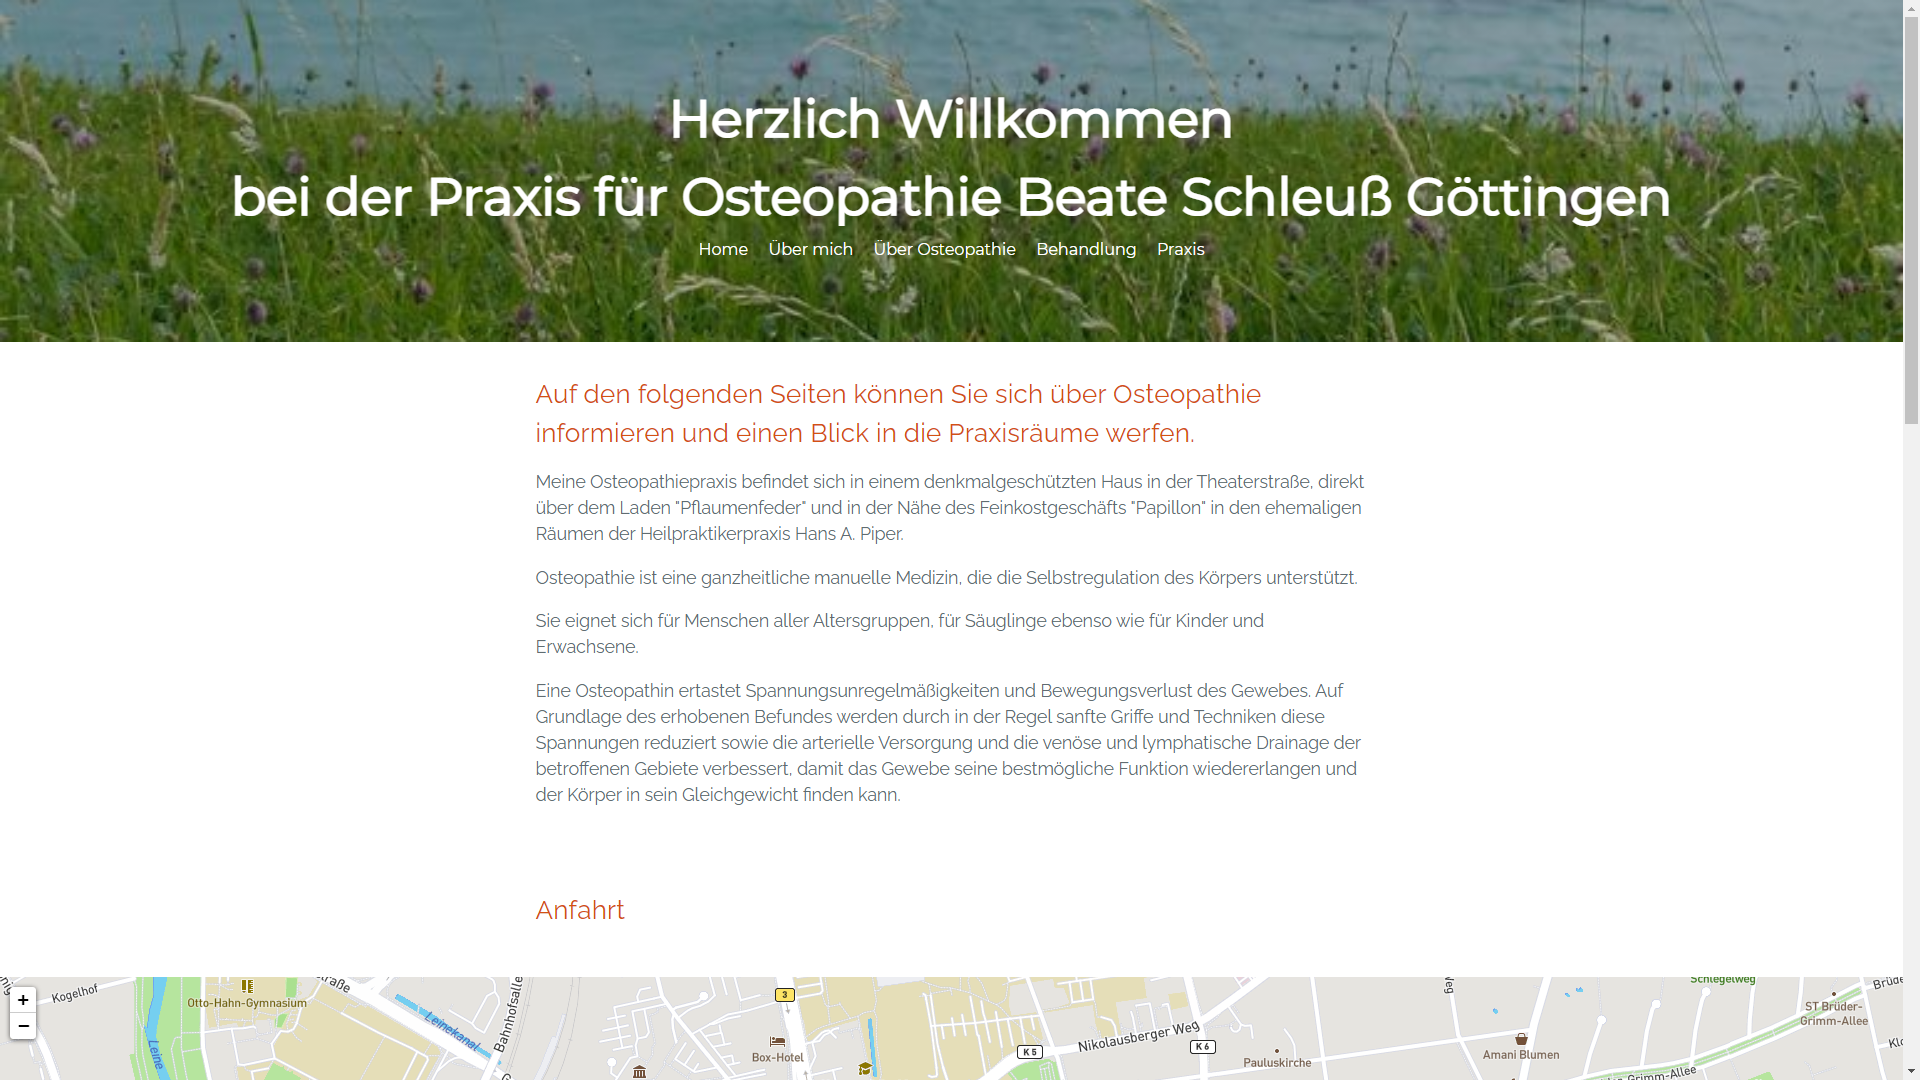 Herzlich Willkommen
bei der Praxis für Osteopathie Beate Schleuß Göttingen
Home Über mich Über Osteopathie Behandlung Praxis
Auf den folgenden Seiten können Sie sich über Osteopathie
informieren und einen Blick in die Praxisräume werfen.
Meine Osteopathiepraxis befindet sich in einem denkmalgeschützten Haus in der Theaterstraße, direkt
über dem Laden "Pflaumenfeder" und in der Nähe des Feinkostgeschäfts "Papillon" in den ehemaligen
Räumen der Heilpraktikerpraxis Hans A. Piper.
Osteopathie ist eine ganzheitliche manuelle Medizin, die die Selbstregulation des Körpers unterstützt.
Sie eignet sich für Menschen aller Altersgruppen, für Säuglinge ebenso wie für Kinder und
Erwachsene.
Eine Osteopathin ertastet Spannungsunregelmäßigkeiten und Bewegungsverlust des Gewebes. Auf
Grundlage des erhobenen Befundes werden durch in der Regel sanfte Griffe und Techniken diese
Spannungen reduziert sowie die arterielle Versorgung und die venöse und lymphatische Drainage der
betroffenen Gebiete verbessert, damit das Gewebe seine bestmögliche Funktion wiedererlangen und
der Körper in sein Gleichgewicht finden kann.
Anfahrt
+
−
Kogelhof
Otto-Hahn-Gymnasium
Leine
Leinekanal
Bahnhofsalle
3
Box-Hotel
K 5
Nikolausberger Weg
K 6
Pauluskirche
Weg
Amani Blumen
Schlegelweg
ST Brüder-
Grimm-Allee
Grimm-Allee